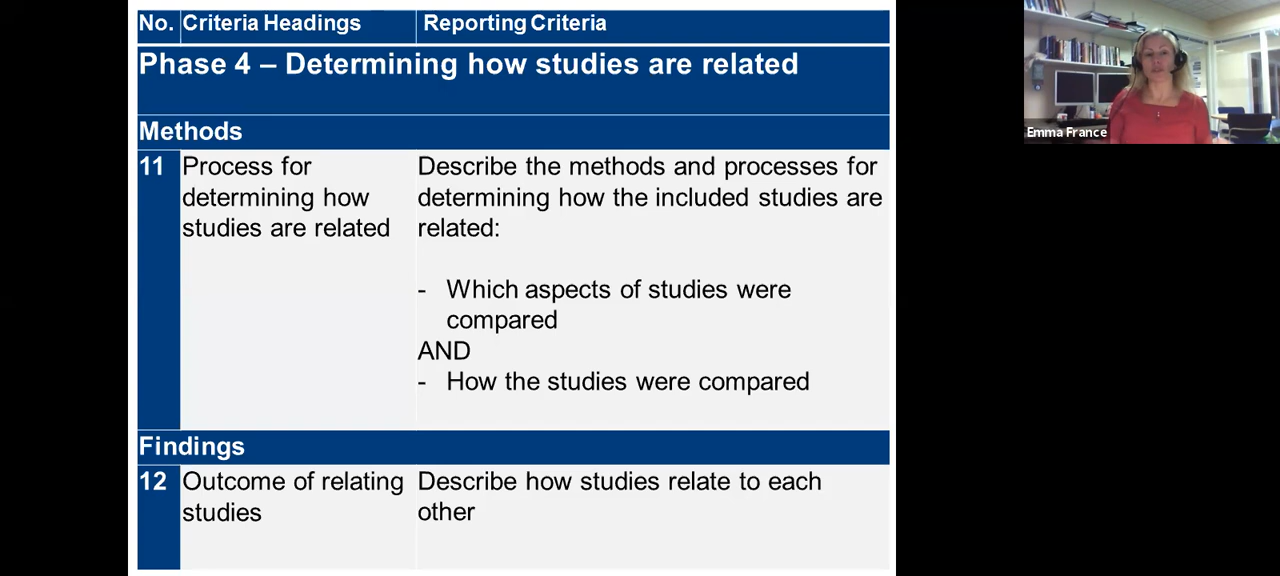 No. Criteria Headings Reporting Criteria
Phase 4 – Determining how studies are related
Methods
11 Process for determining how studies are related
Describe the methods and processes for
determining how the included studies are
related:
- Which aspects of studies were
compared
AND
- How the studies were compared
Findings
12 Outcome of relating studies
Describe how studies relate to each
other
Emma France